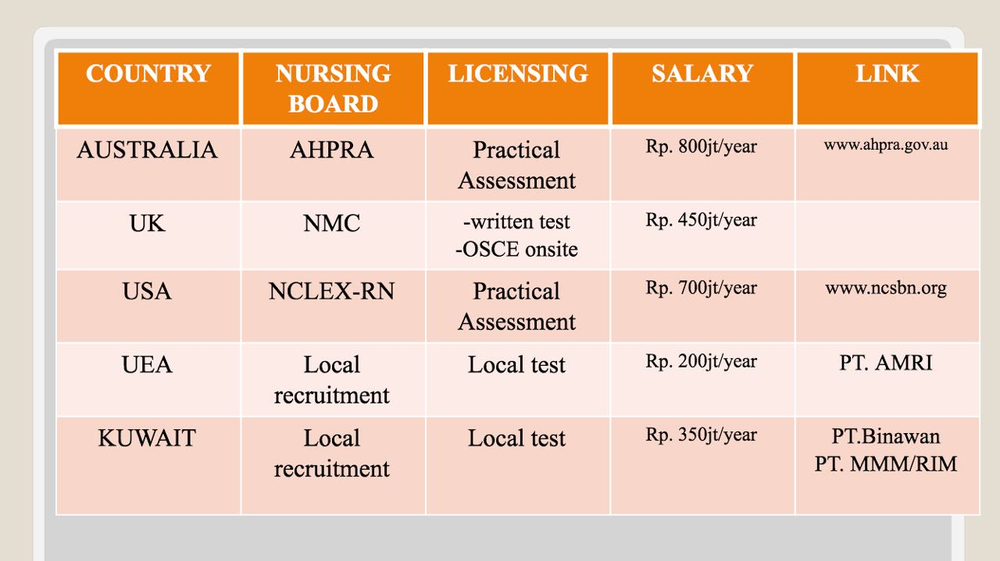 COUNTRY
NURSING
BOARD
LICENSING
SALARY
LINK
AUSTRALIA
AHPRA
Practical
Assessment
Rp. 800jt/year
www.ahpra.gov.au
UK
NMC
-written test
-OSCE onsite
Rp. 450jt/year
USA
NCLEX-RN
Practical
Assessment
Rp. 700jt/year
www.ncsbn.org
UEA
Local
recruitment
Local test
Rp. 200jt/year
PT. AMRI
KUWAIT
Local
recruitment
Local test
Rp. 350jt/year
PT.Binawan
PT. MMM/RIM